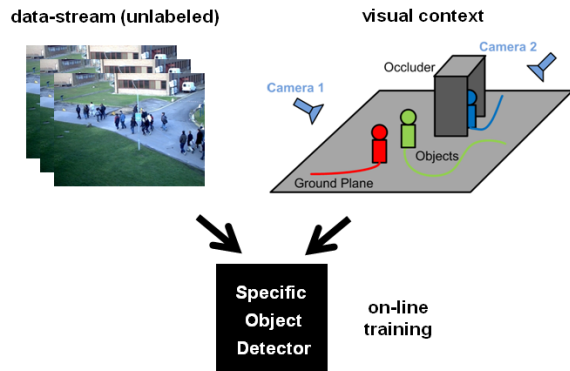 data-stream (unlabeled)
visual context
Camera 2
Occluder
Camera 1
Objects
Ground Plane
Specific
Object
Detector
on-line
training